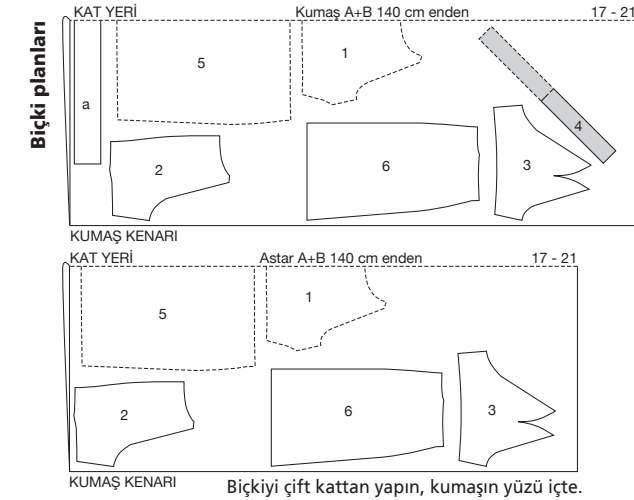 Biçki planları
KAT YERİ Kumaş A+B 140 cm enden 17 - 21
5
1
a
4
2
6
3
KUMAŞ KENARI
KAT YERİ Astar A+B 140 cm enden 17 - 21
5
1
2
6
3
KUMAŞ KENARI
Biçkiyi çift kattan yapın, kumaşın yüzü içte.